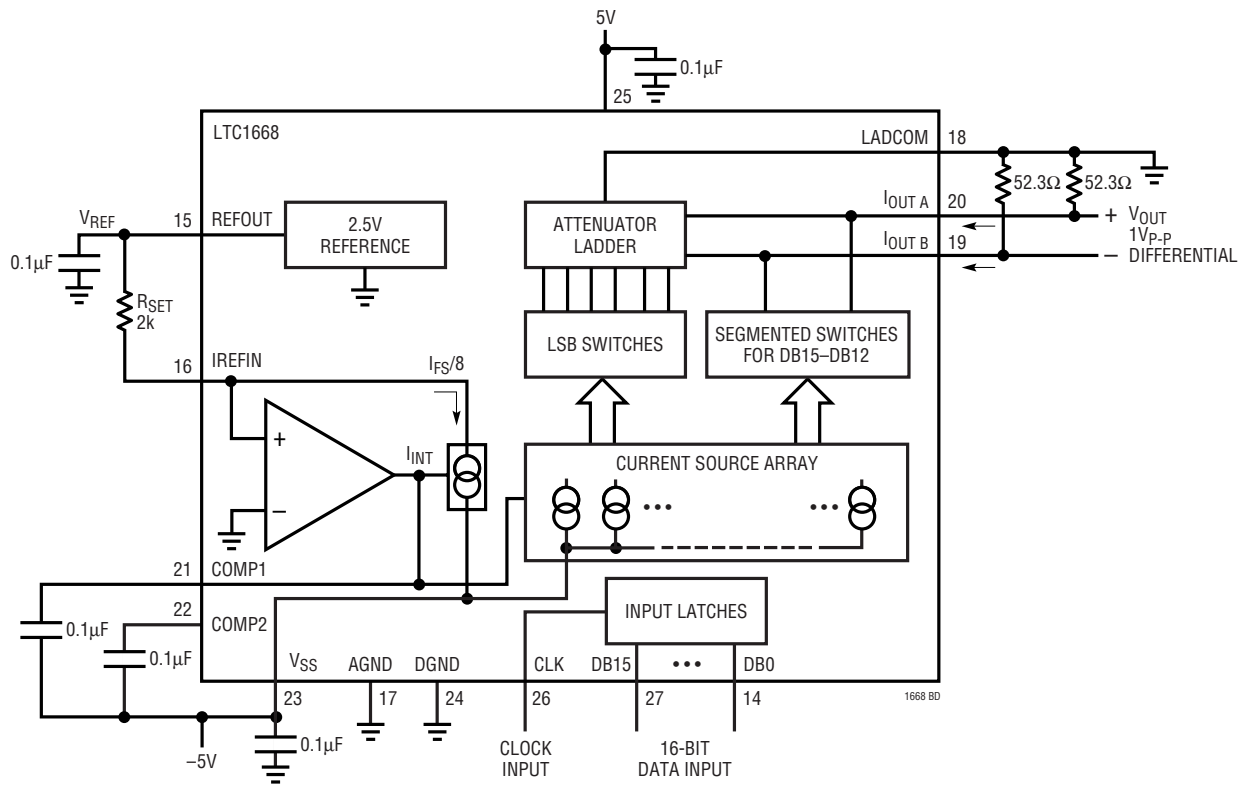 5V
0.1µF
25
LTC1668
LADCOM
18
52.3Ω
52.3Ω
I_OUT A
20
+ V_OUT
1V_P-P
– DIFFERENTIAL
I_OUT B
19
ATTENUATOR
LADDER
V_REF
15
REFOUT
2.5V
REFERENCE
0.1µF
R_SET
2k
LSB SWITCHES
SEGMENTED SWITCHES
FOR DB15–DB12
16
IREFIN
I_FS/8
+
–
I_INT
CURRENT SOURCE ARRAY
•••
•••
21
COMP1
22
COMP2
0.1µF
0.1µF
INPUT LATCHES
V_SS
AGND
DGND
CLK
DB15
•••
DB0
23
17
24
26
27
14
1668 BD
–5V
0.1µF
CLOCK
INPUT
16-BIT
DATA INPUT